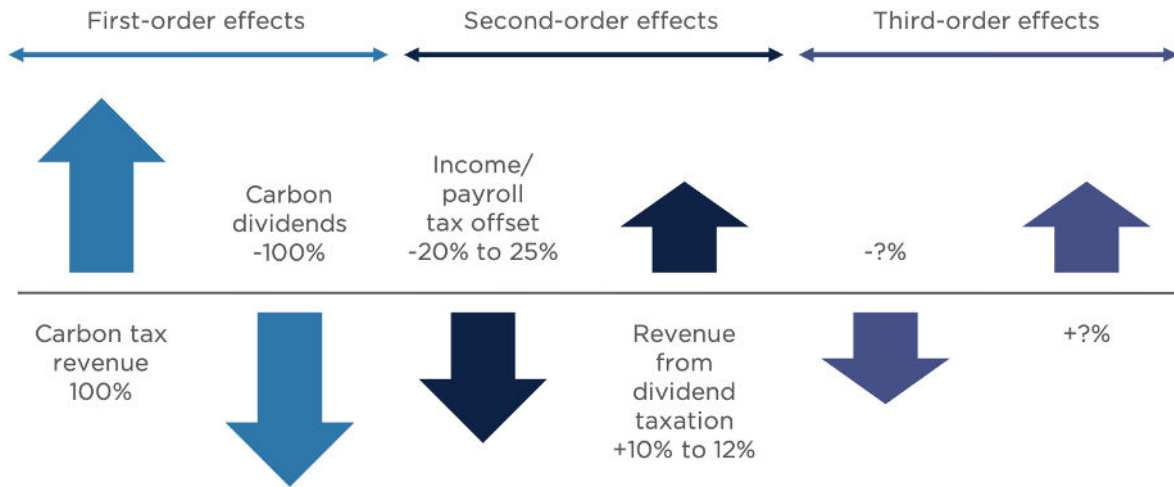 First-order effects
Second-order effects
Third-order effects
Carbon
dividends
-100%
Income/
payroll
tax offset
-20% to 25%
-?%
Carbon tax
revenue
100%
Revenue
from
dividend
taxation
+10% to 12%
+?%